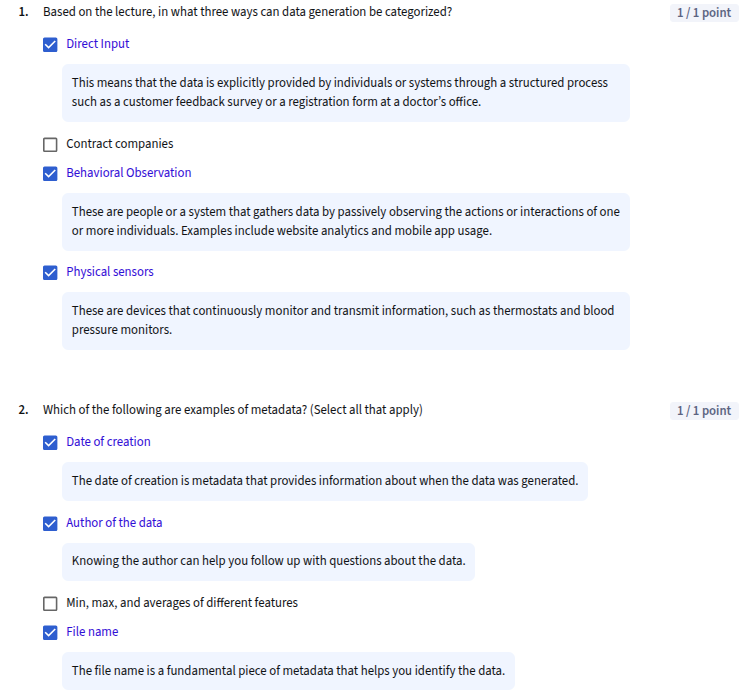 1. Based on the lecture, in what three ways can data generation be categorized?
1 / 1 point
Direct Input
This means that the data is explicitly provided by individuals or systems through a structured process
such as a customer feedback survey or a registration form at a doctor’s office.
Contract companies
Behavioral Observation
These are people or a system that gathers data by passively observing the actions or interactions of one
or more individuals. Examples include website analytics and mobile app usage.
Physical sensors
These are devices that continuously monitor and transmit information, such as thermostats and blood
pressure monitors.
2. Which of the following are examples of metadata? (Select all that apply)
1 / 1 point
Date of creation
The date of creation is metadata that provides information about when the data was generated.
Author of the data
Knowing the author can help you follow up with questions about the data.
Min, max, and averages of different features
File name
The file name is a fundamental piece of metadata that helps you identify the data.